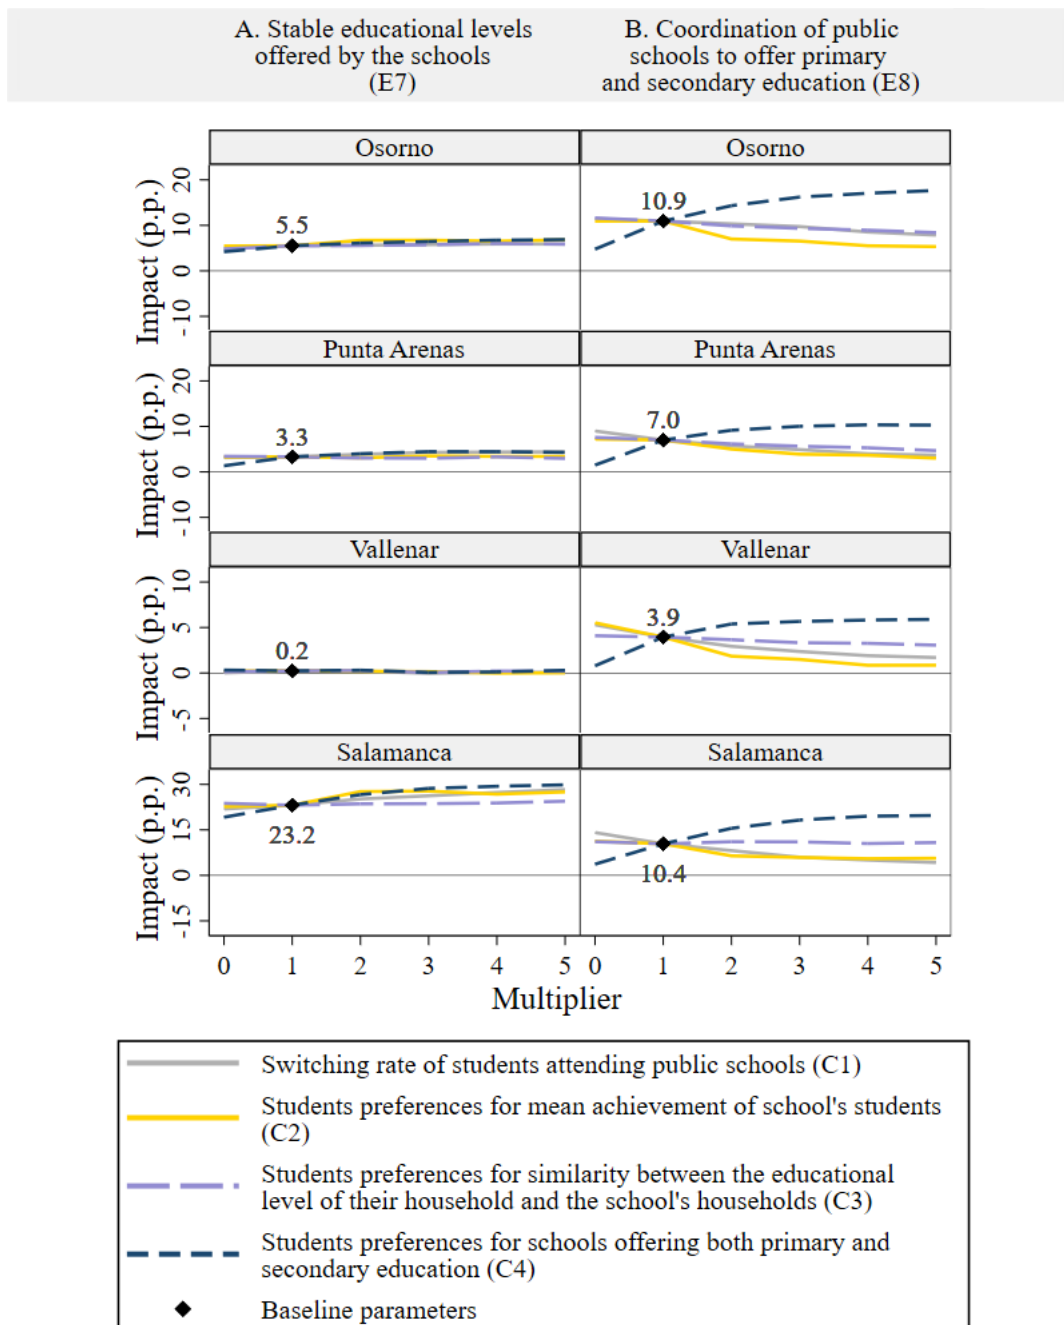 A. Stable educational levels
offered by the schools
(E7)
B. Coordination of public
schools to offer primary
and secondary education (E8)
Osorno
Osorno
Impact (p.p.)
20
10
0
-10
5.5
10.9
Punta Arenas
Punta Arenas
Impact (p.p.)
20
10
0
-10
3.3
7.0
Vallenar
Vallenar
Impact (p.p.)
10
5
0
-5
0.2
3.9
Salamanca
Salamanca
Impact (p.p.)
30
15
0
-15
23.2
10.4
0 1 2 3 4 5 0 1 2 3 4 5
Multiplier
Switching rate of students attending public schools (C1)
Students preferences for mean achievement of school's students
(C2)
Students preferences for similarity between the educational
level of their household and the school's households (C3)
Students preferences for schools offering both primary and
secondary education (C4)
Baseline parameters